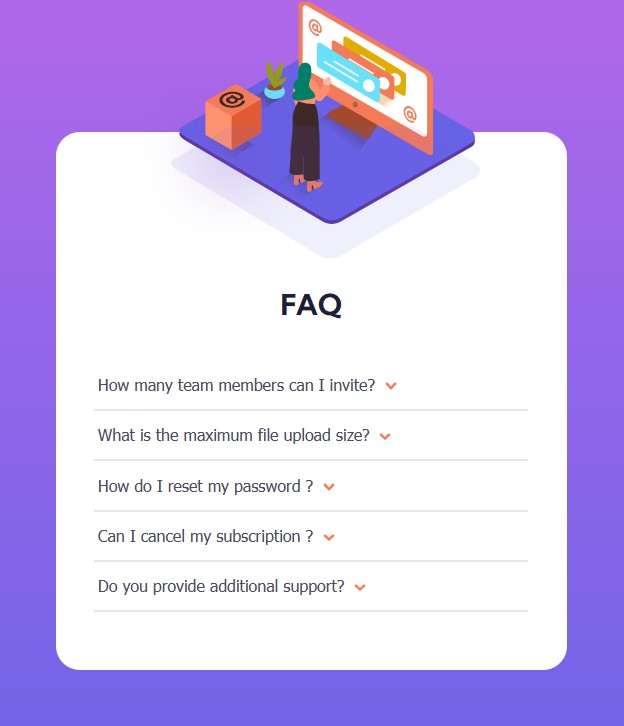 @
@
@
FAQ
How many team members can I invite?
What is the maximum file upload size?
How do I reset my password ?
Can I cancel my subscription ?
Do you provide additional support?